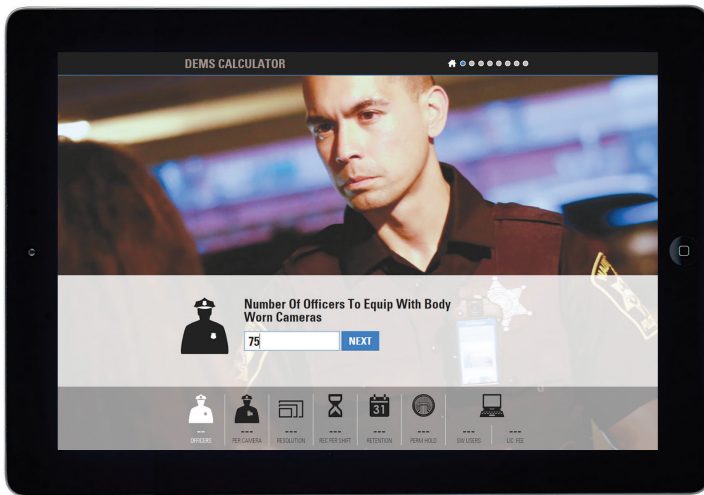 DEMS CALCULATOR
Number Of Officers To Equip With Body
Worn Cameras
75
NEXT
31
-- --- --- --- --- --- --- ---
OFFICERS PER CAMERA RESOLUTION REC PER SHIFT RETENTION PERM HOLD SW USERS LIC. FEE